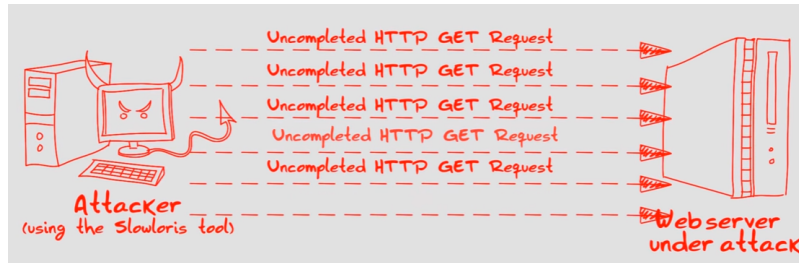 Uncompleted HTTP GET Request
Uncompleted HTTP GET Request
Uncompleted HTTP GET Request
Uncompleted HTTP GET Request
Uncompleted HTTP GET Request
Attacker
(using the Slowloris tool)
Webserver
under attack